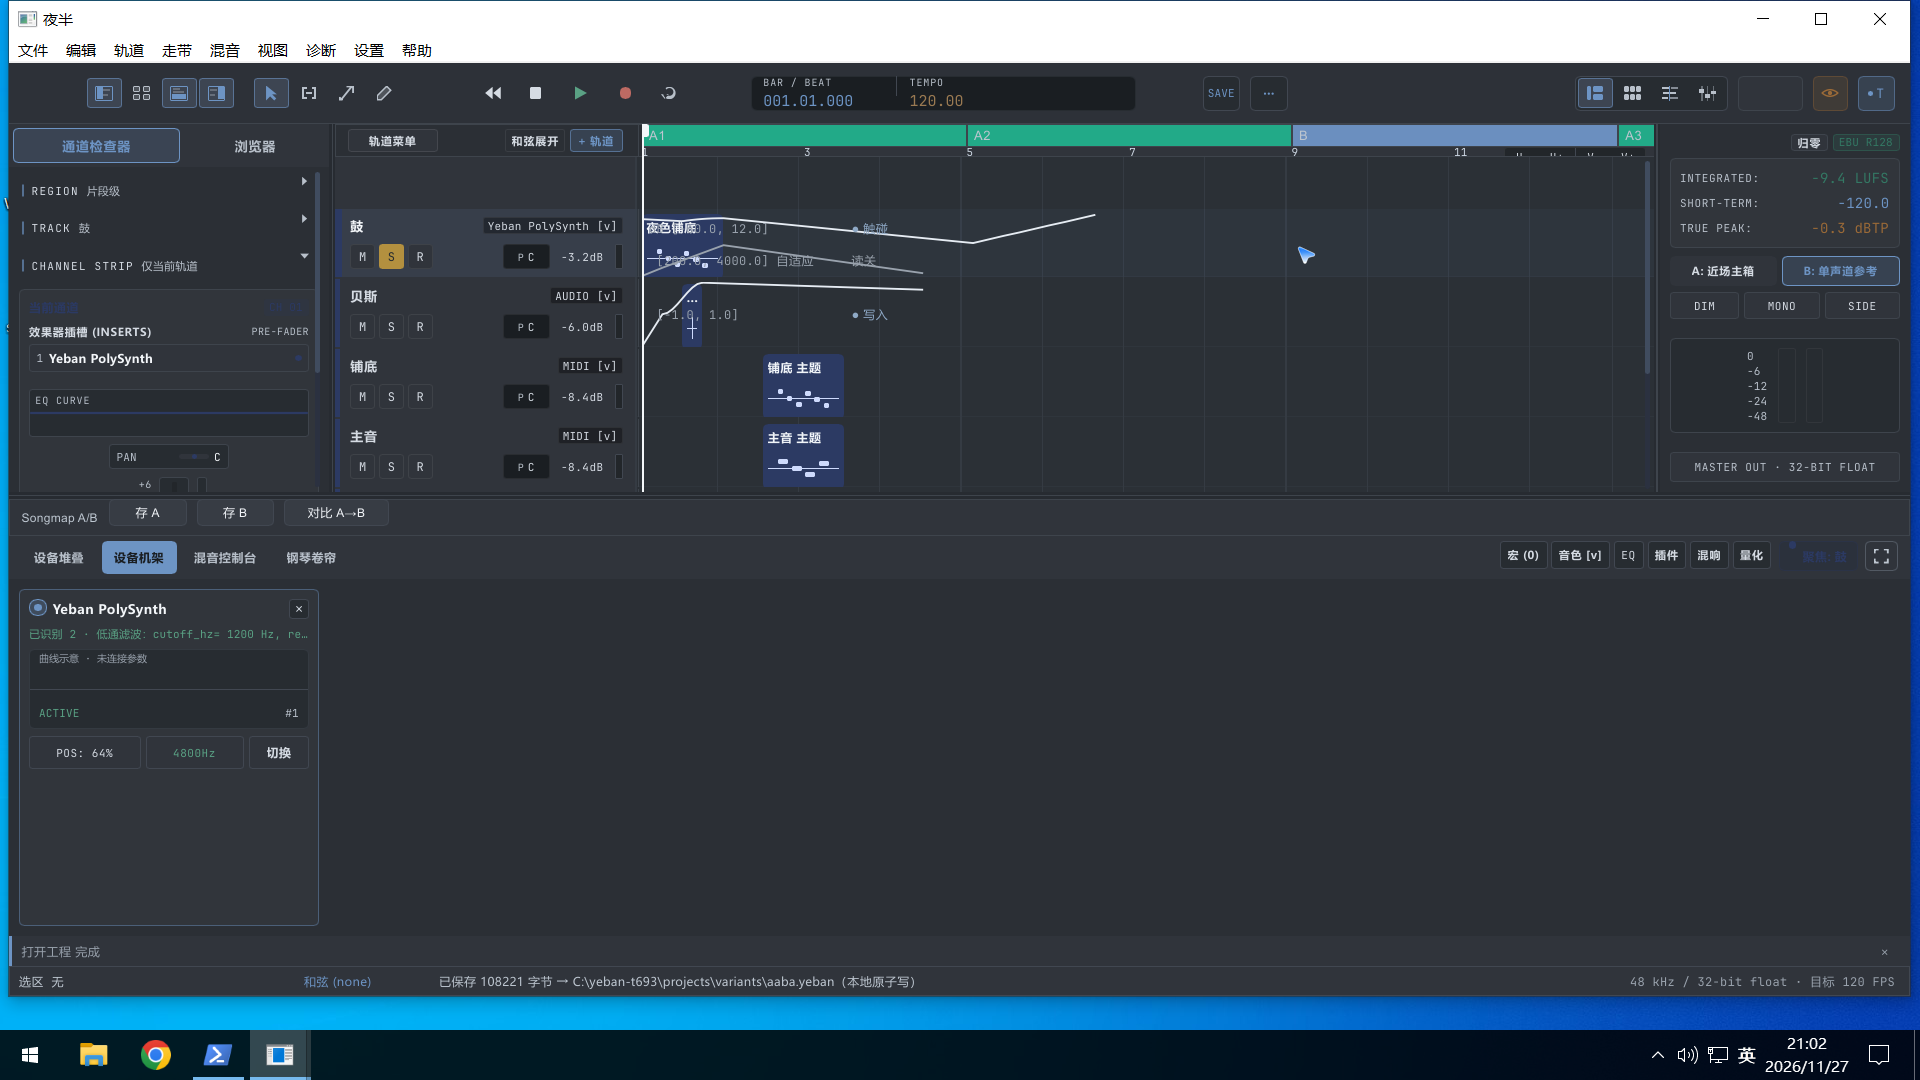 夜半
文件 编辑 轨道 走带 混音 视图 诊断 设置 帮助
BAR / BEAT
001.01.000
TEMPO
120.00
SAVE
...
T
通道检查器
浏览器
REGION 片段级
TRACK 鼓
CHANNEL STRIP 仅当前轨道
效果器插槽 (INSERTS)
PRE-FADER
1 Yeban PolySynth
EQ CURVE
PAN
C
+6
轨道菜单
和弦展开
+ 轨道
A1
A2
B
A3
1
3
5
7
9
11
鼓
Yeban PolySynth [v]
M S R
P C
-3.2dB
贝斯
AUDIO [v]
M S R
P C
-6.0dB
铺底
MIDI [v]
M S R
P C
-8.4dB
主音
MIDI [v]
M S R
P C
-8.4dB
夜色铺底
12.0]
触碰
4000.0] 自适应
读关
...
[-1.0, 1.0]
写入
铺底 主题
主音 主题
归零
EBU R128
INTEGRATED:
-9.4 LUFS
SHORT-TERM:
-120.0
TRUE PEAK:
-0.3 dBTP
A: 近场主箱
B: 单声道参考
DIM
MONO
SIDE
0
-6
-12
-24
-48
MASTER OUT · 32-BIT FLOAT
Songmap A/B
存 A
存 B
对比 A→B
设备堆叠
设备机架
混音控制台
钢琴卷帘
宏 (0)
音色 [v]
EQ
插件
混响
量化
Yeban PolySynth
×
已识别 2 · 低通滤波: cutoff_hz= 1200 Hz, re…
曲线示意 · 未连接参数
ACTIVE
#1
POS: 64%
4800Hz
切换
打开工程 完成
×
选区 无
和弦 (none)
已保存 108221 字节 → C:\yeban-t693\projects\variants\aaba.yeban（本地原子写）
48 kHz / 32-bit float · 目标 120 FPS
英
21:02
2026/11/27